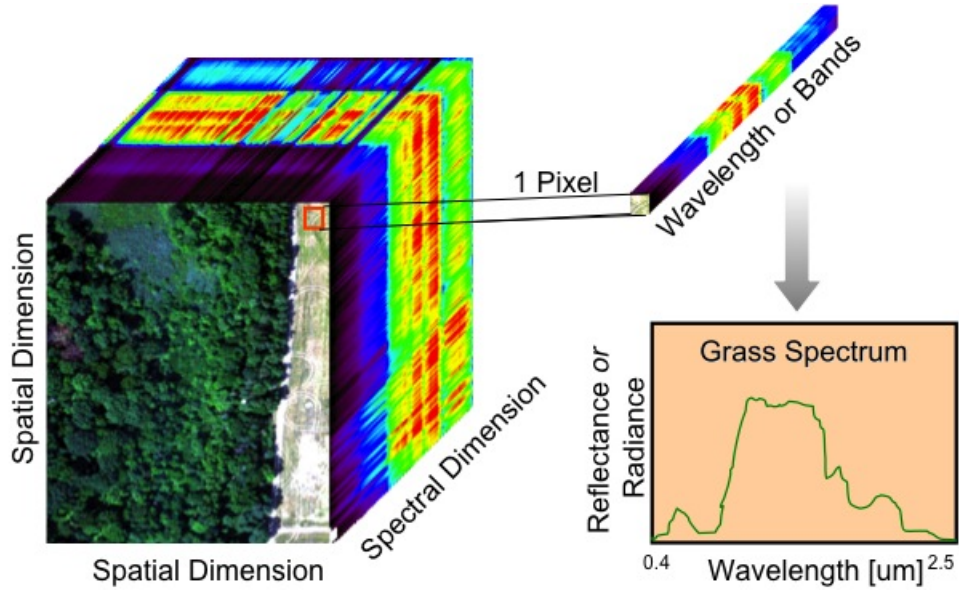 Spatial Dimension
Spatial Dimension
Spectral Dimension
1 Pixel
Wavelength or Bands
Grass Spectrum
Reflectance or
Radiance
0.4
Wavelength [um]
2.5